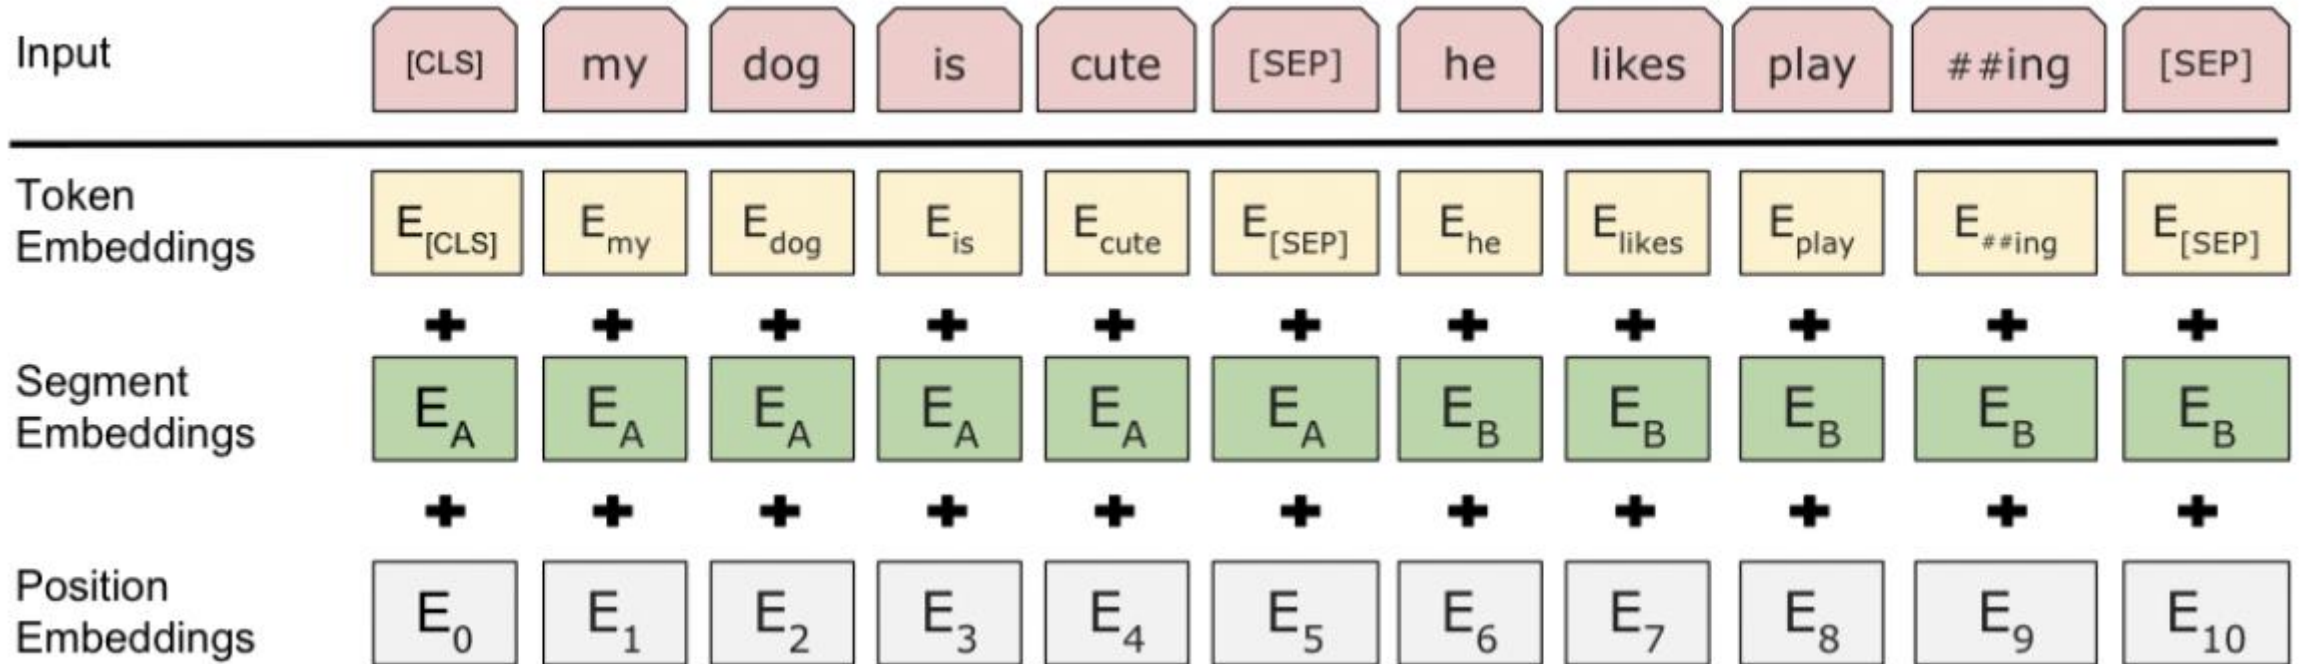 Input [CLS] my dog is cute [SEP] he likes play ##ing [SEP]
Token
Embeddings
E[CLS] Emy Edog Eis Ecute E[SEP] Ehe Elikes Eplay E##ing E[SEP]
+ + + + + + + + + + +
Segment
Embeddings
EA EA EA EA EA EA EB EB EB EB EB
+ + + + + + + + + + +
Position
Embeddings
E0 E1 E2 E3 E4 E5 E6 E7 E8 E9 E10